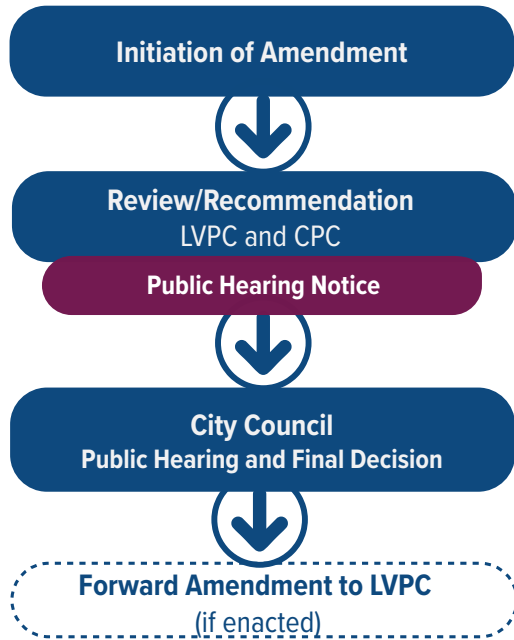 Initiation of Amendment
Review/Recommendation
LVPC and CPC
Public Hearing Notice
City Council
Public Hearing and Final Decision
Forward Amendment to LVPC
(if enacted)